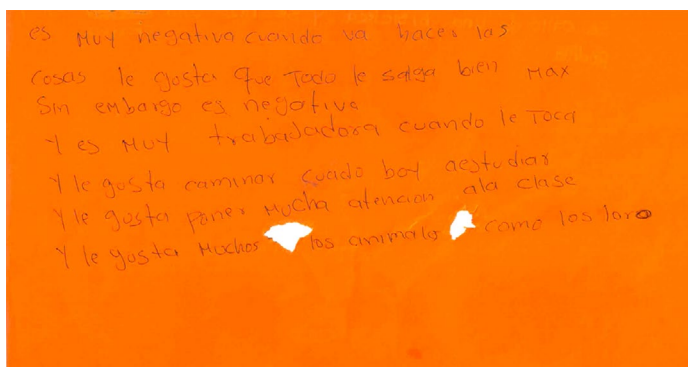 es muy negativa cuando va hacer las
cosas le gusta que Todo le salga bien Max
Sin embargo es negativa
Y es muy trabajadora cuando le Toca
Y le gusta caminar cuado boy aestudiar
Y le gusta poner mucha atencion ala clase
Y le gusta Muchos los animals como los loro